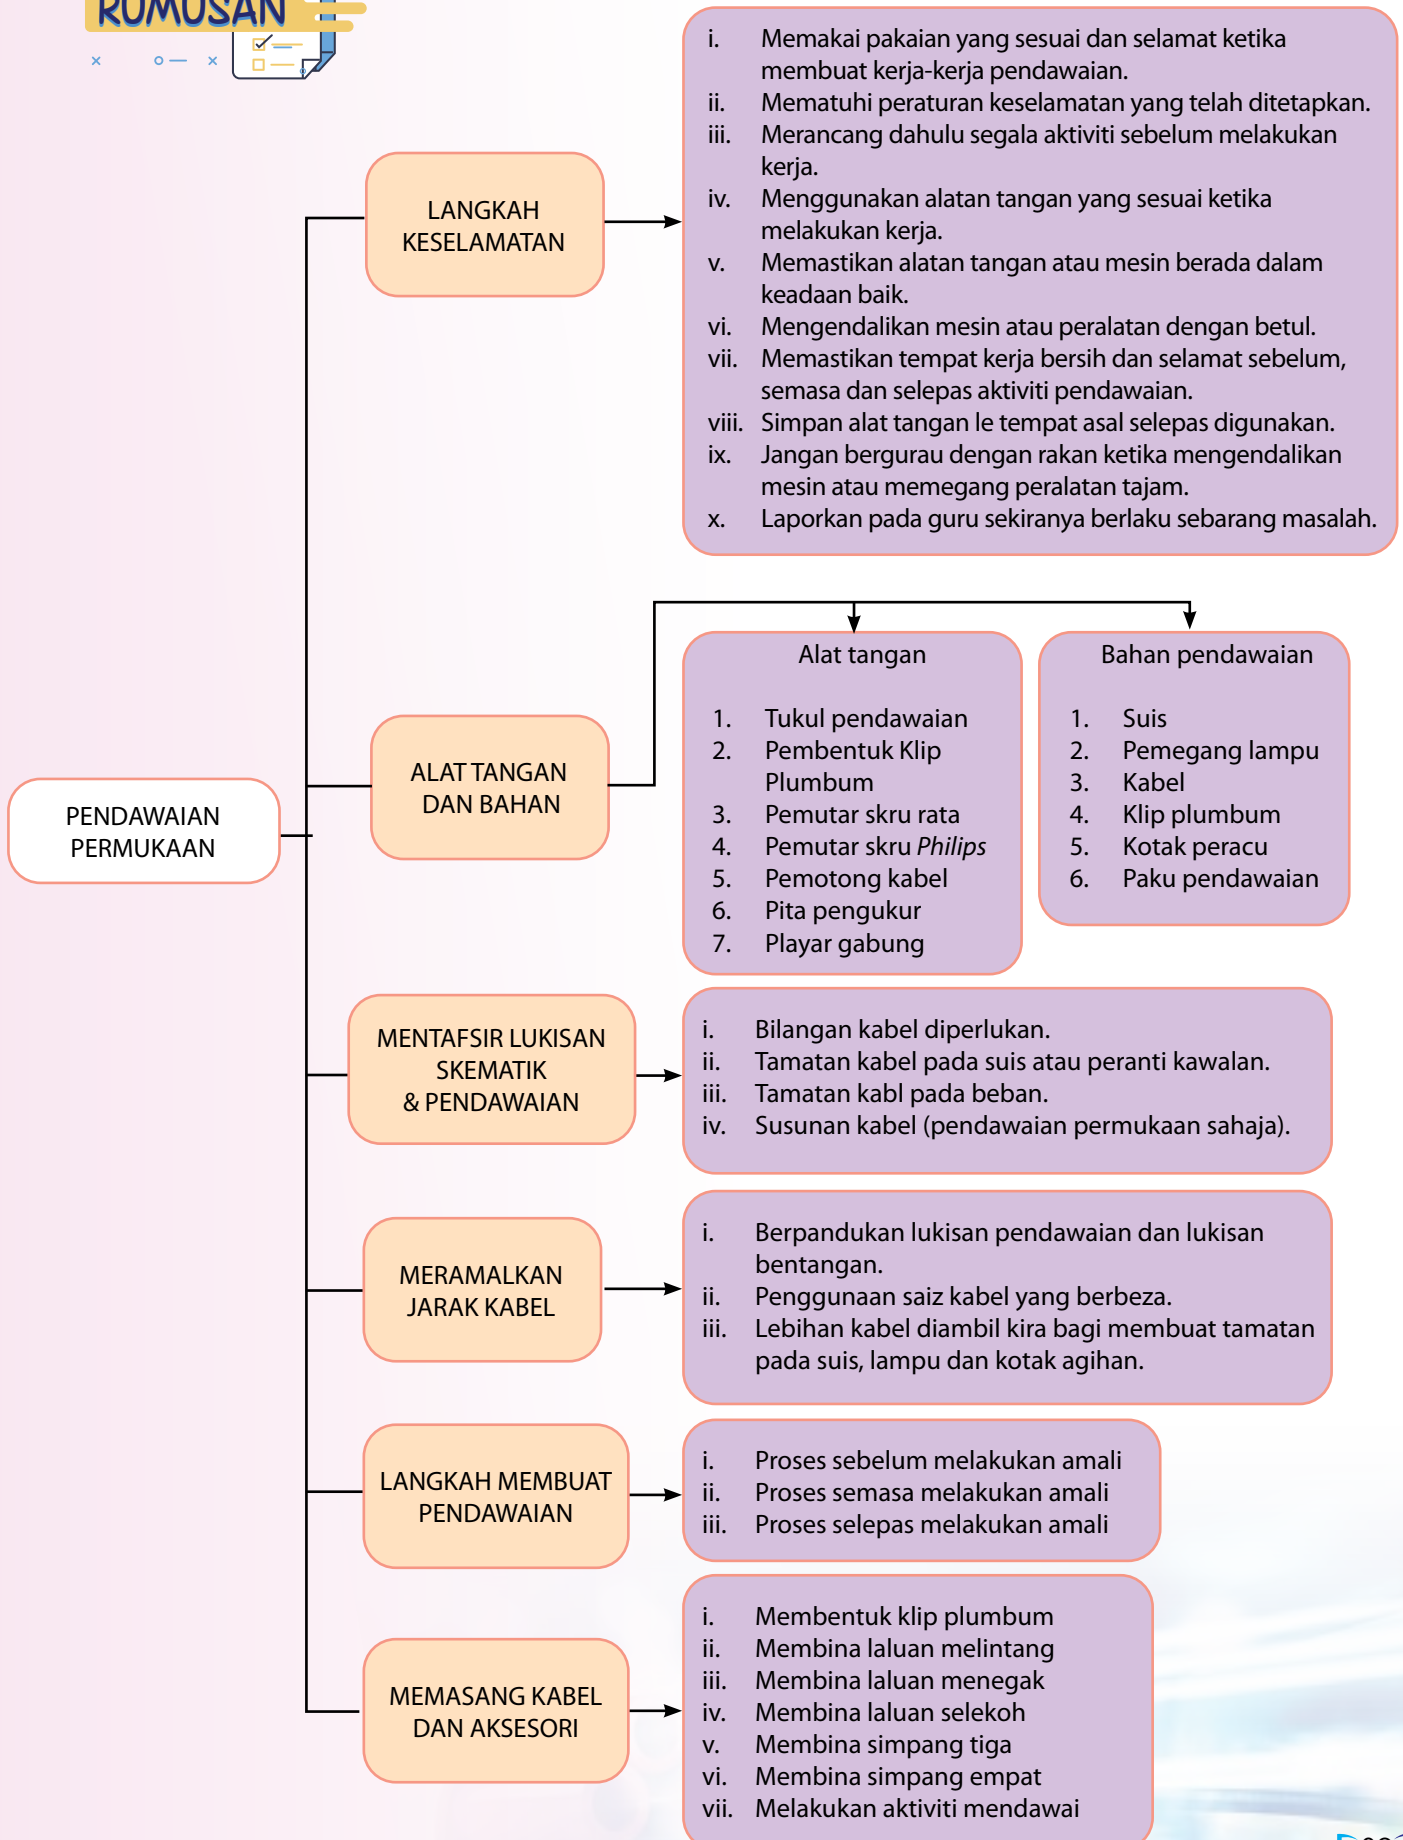 RUMUSAN
i. Memakai pakaian yang sesuai dan selamat ketika
membuat kerja-kerja pendawaian.
ii. Mematuhi peraturan keselamatan yang telah ditetapkan.
iii. Merancang dahulu segala aktiviti sebelum melakukan
kerja.
iv. Menggunakan alatan tangan yang sesuai ketika
melakukan kerja.
v. Memastikan alatan tangan atau mesin berada dalam
keadaan baik.
vi. Mengendalikan mesin atau peralatan dengan betul.
vii. Memastikan tempat kerja bersih dan selamat sebelum,
semasa dan selepas aktiviti pendawaian.
viii. Simpan alat tangan le tempat asal selepas digunakan.
ix. Jangan bergurau dengan rakan ketika mengendalikan
mesin atau memegang peralatan tajam.
x. Laporkan pada guru sekiranya berlaku sebarang masalah.
LANGKAH
KESELAMATAN
Alat tangan
1. Tukul pendawaian
2. Pembentuk Klip
Plumbum
3. Pemutar skru rata
4. Pemutar skru Philips
5. Pemotong kabel
6. Pita pengukur
7. Playar gabung
Bahan pendawaian
1. Suis
2. Pemegang lampu
3. Kabel
4. Klip plumbum
5. Kotak peracu
6. Paku pendawaian
ALAT TANGAN
DAN BAHAN
PENDAWAIAN
PERMUKAAN
MENTAFSIR LUKISAN
SKEMATIK
& PENDAWAIAN
i. Bilangan kabel diperlukan.
ii. Tamatan kabel pada suis atau peranti kawalan.
iii. Tamatan kabl pada beban.
iv. Susunan kabel (pendawaian permukaan sahaja).
MERAMALKAN
JARAK KABEL
i. Berpandukan lukisan pendawaian dan lukisan
bentangan.
ii. Penggunaan saiz kabel yang berbeza.
iii. Lebihan kabel diambil kira bagi membuat tamatan
pada suis, lampu dan kotak agihan.
LANGKAH MEMBUAT
PENDAWAIAN
i. Proses sebelum melakukan amali
ii. Proses semasa melakukan amali
iii. Proses selepas melakukan amali
MEMASANG KABEL
DAN AKSESORI
i. Membentuk klip plumbum
ii. Membina laluan melintang
iii. Membina laluan menegak
iv. Membina laluan selekoh
v. Membina simpang tiga
vi. Membina simpang empat
vii. Melakukan aktiviti mendawai